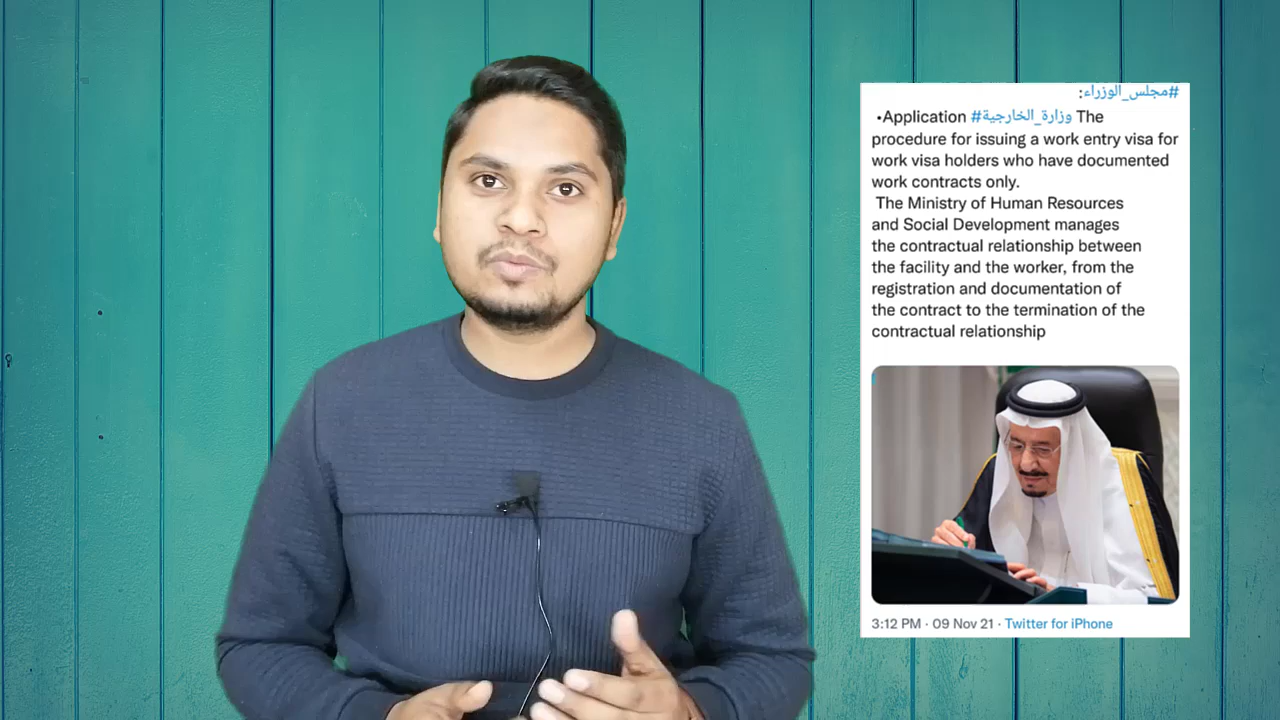 #مجلس_الوزراء:
•Application #وزارة_الخارجية The
procedure for issuing a work entry visa for
work visa holders who have documented
work contracts only.
The Ministry of Human Resources
and Social Development manages
the contractual relationship between
the facility and the worker, from the
registration and documentation of
the contract to the termination of the
contractual relationship
3:12 PM · 09 Nov 21 · Twitter for iPhone